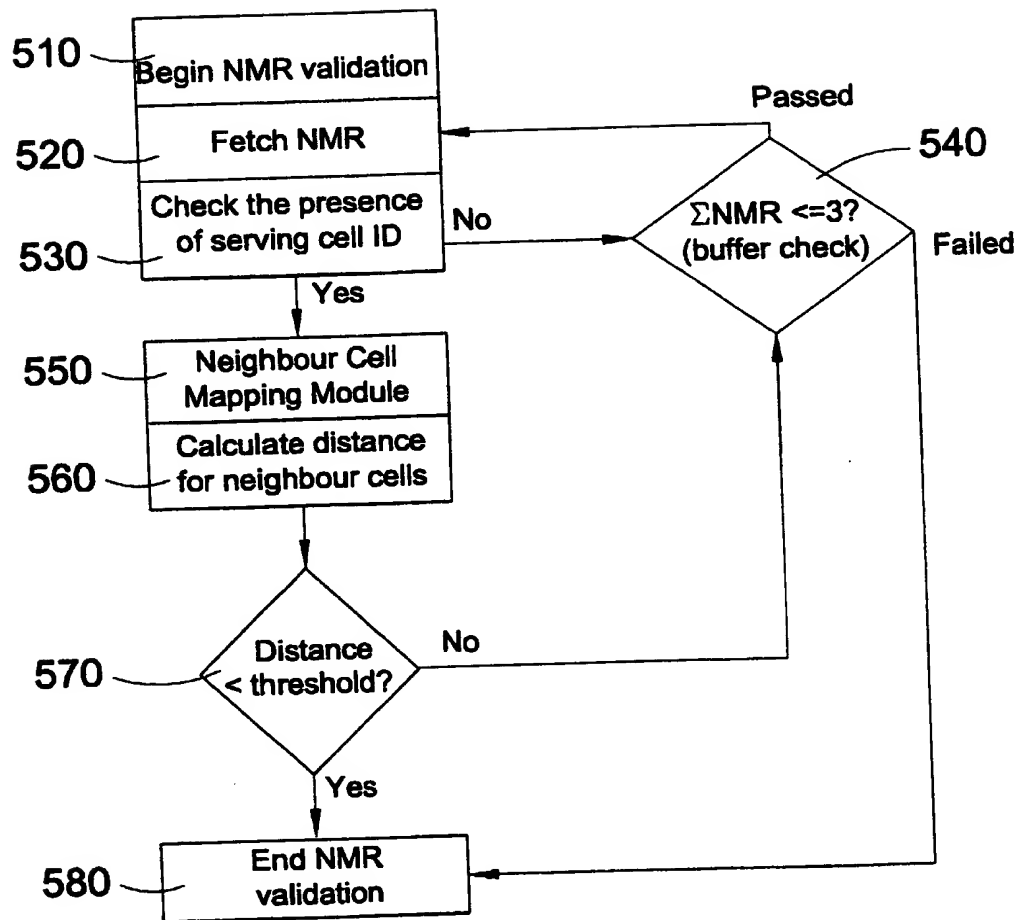 510
Begin NMR validation
520
Fetch NMR
530
Check the presence
of serving cell ID
No
Yes
Passed
540
ΣNMR <=3?
(buffer check)
Failed
550
Neighbour Cell
Mapping Module
560
Calculate distance
for neighbour cells
570
Distance
< threshold?
No
Yes
580
End NMR
validation